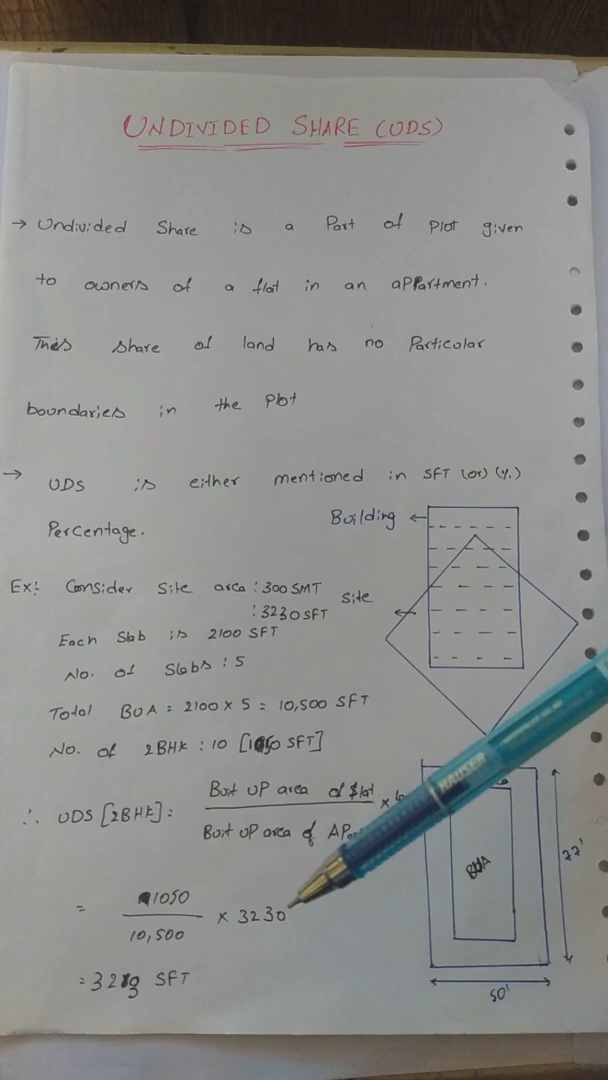 UNDIVIDED SHARE (UDS)
→ Undivided Share is a Part of Plot given
to owners of a flat in an appartment.
This share of land has no Particular
boundaries in the Plot
→ UDS is either mentioned in SFT (or) (%)
Percentage.
Building
Ex: Consider Site area : 300 SMT
Site
: 3230 SFT
Each Slab is 2100 SFT
No. of Slabs : 5
Total BUA = 2100 x 5 = 10,500 SFT
No. of 2BHK : 10 [1050 SFT]
HAUSER
∴ UDS [2BHK] = Built UP area of flat x
Built UP area of
BUA
= 1050 x 3230
10,500
= 323 SFT
50'